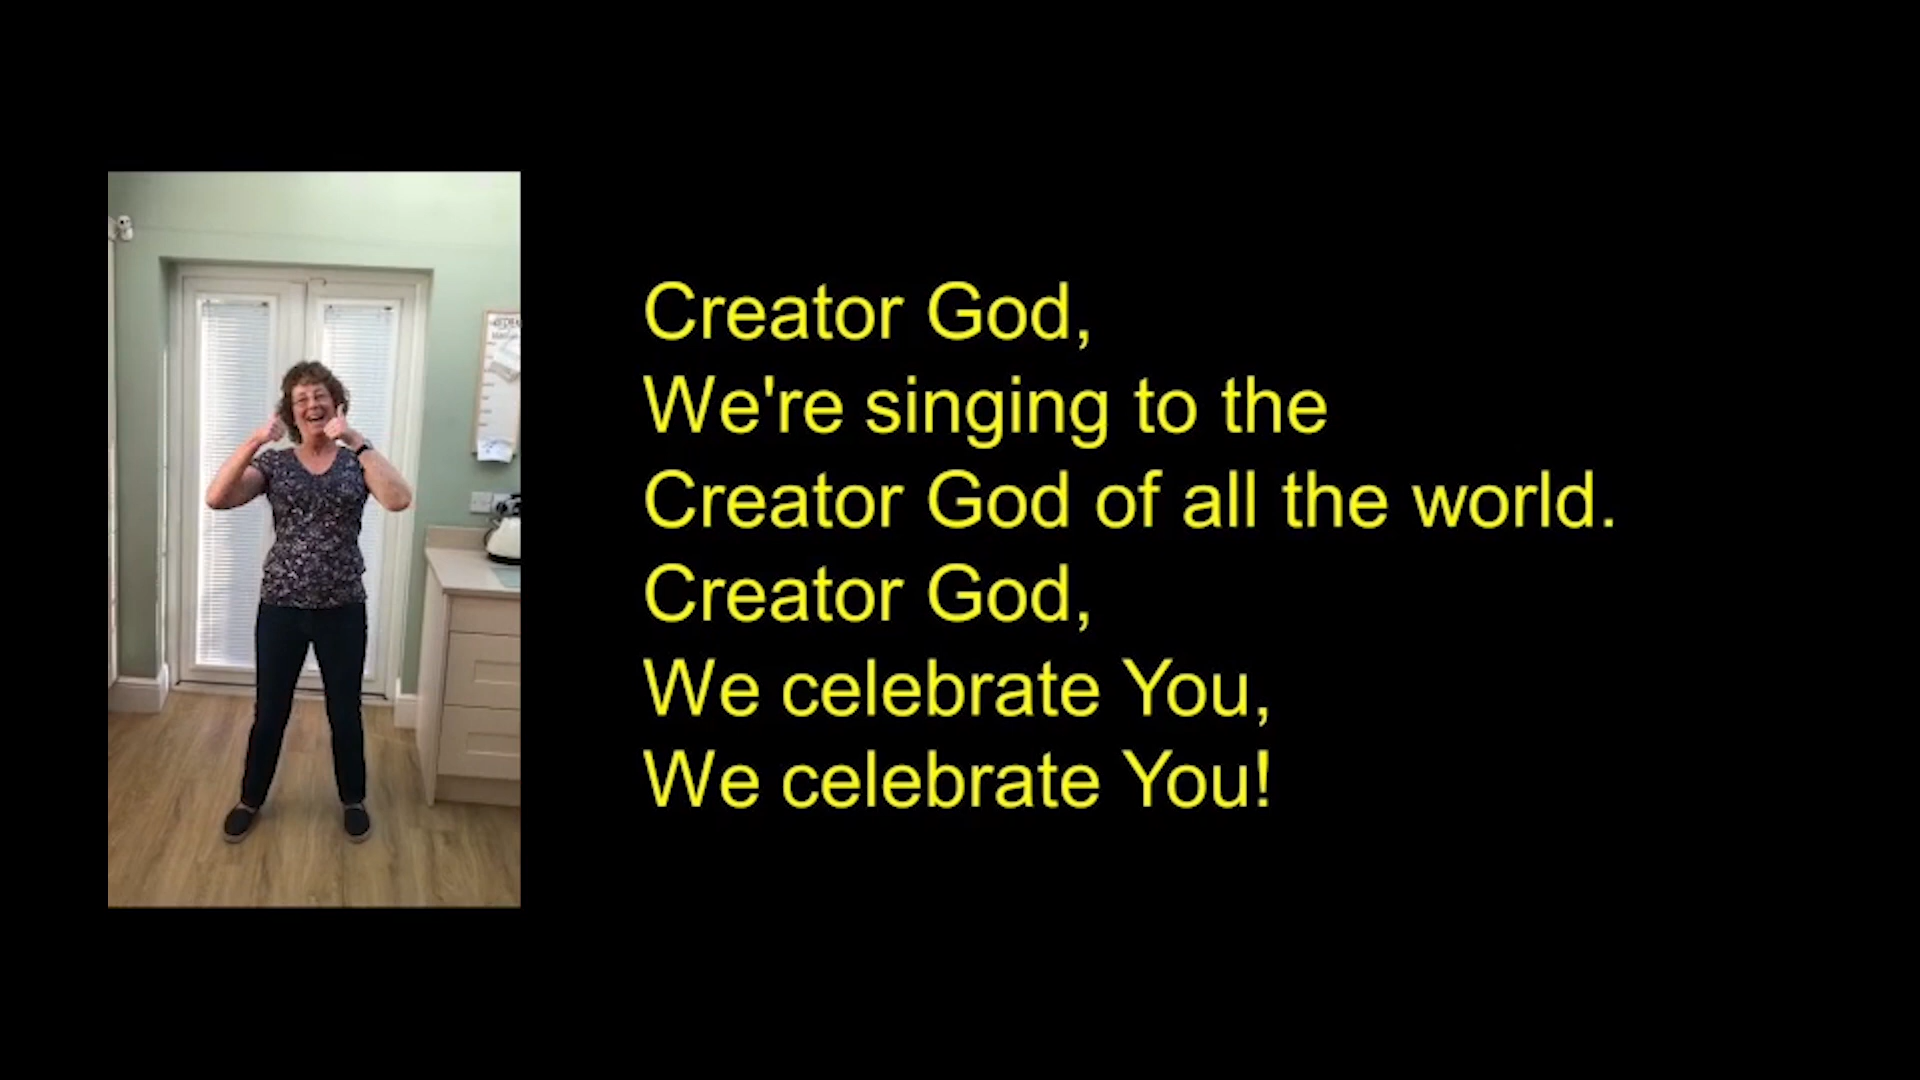 Creator God,
We're singing to the
Creator God of all the world.
Creator God,
We celebrate You,
We celebrate You!